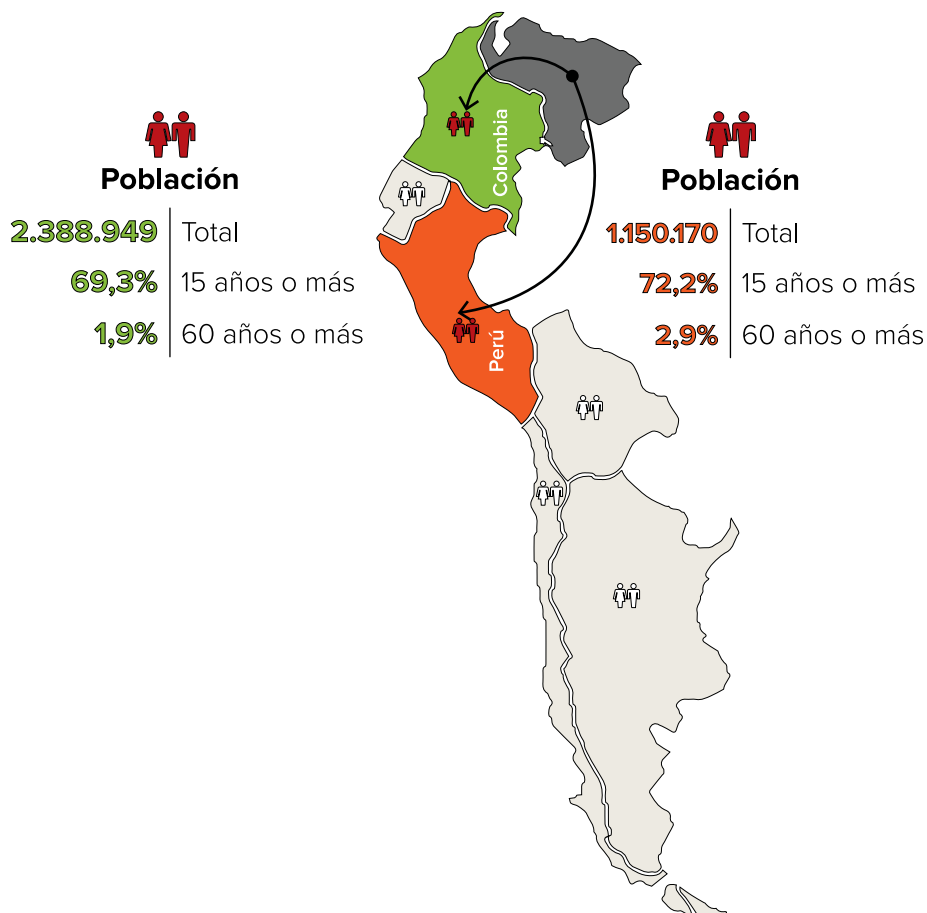 Población
2.388.949 Total
69,3% 15 años o más
1,9% 60 años o más
Colombia
Perú
Población
1.150.170 Total
72,2% 15 años o más
2,9% 60 años o más